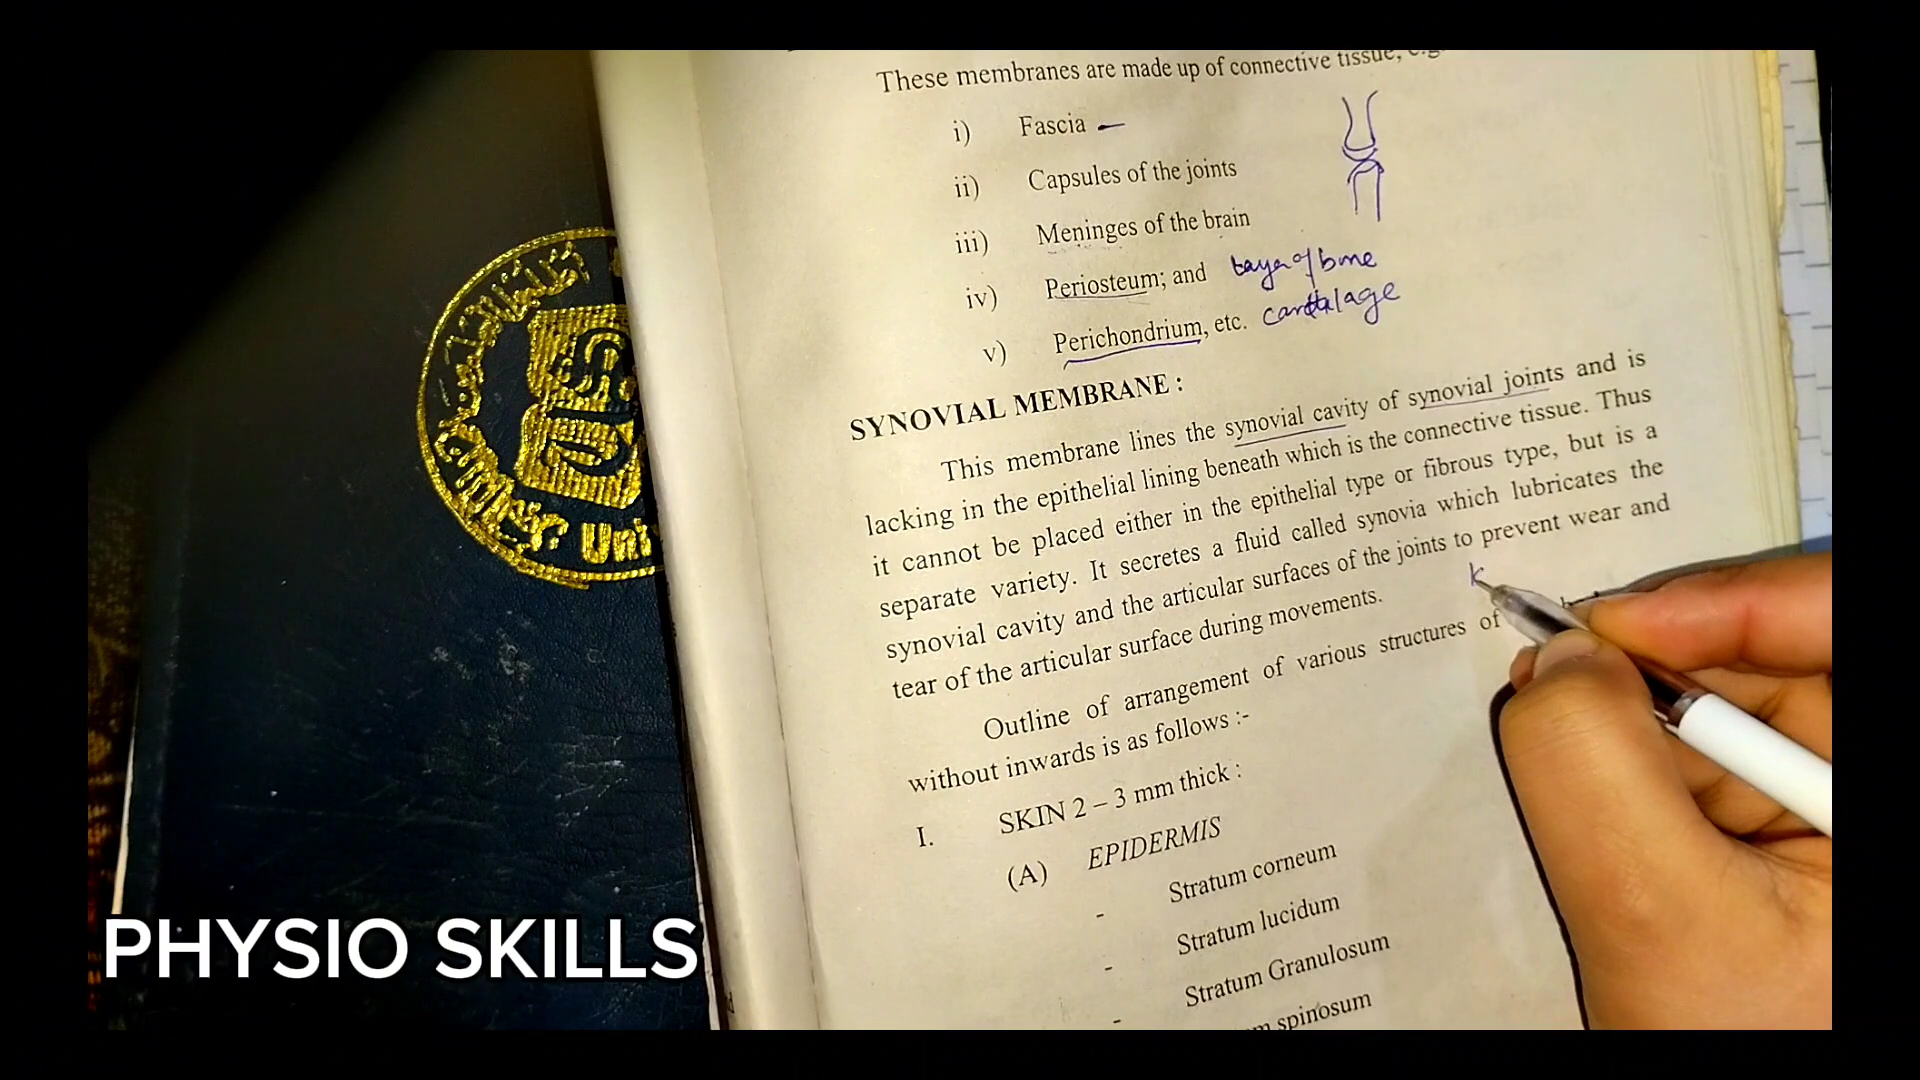 These membranes are made up of connective tissue, e.g.
i) Fascia –
ii) Capsules of the joints
iii) Meninges of the brain
iv) Periosteum; and layer of bone
v) Perichondrium, etc. cartilage
SYNOVIAL MEMBRANE :
This membrane lines the synovial cavity of synovial joints and is
lacking in the epithelial lining beneath which is the connective tissue. Thus
it cannot be placed either in the epithelial type or fibrous type, but is a
separate variety. It secretes a fluid called synovia which lubricates the
synovial cavity and the articular surfaces of the joints to prevent wear and
tear of the articular surface during movements.
K
Outline of arrangement of various structures of
without inwards is as follows :-
I. SKIN 2 – 3 mm thick :
(A) EPIDERMIS
- Stratum corneum
- Stratum lucidum
- Stratum Granulosum
spinosum
PHYSIO SKILLS